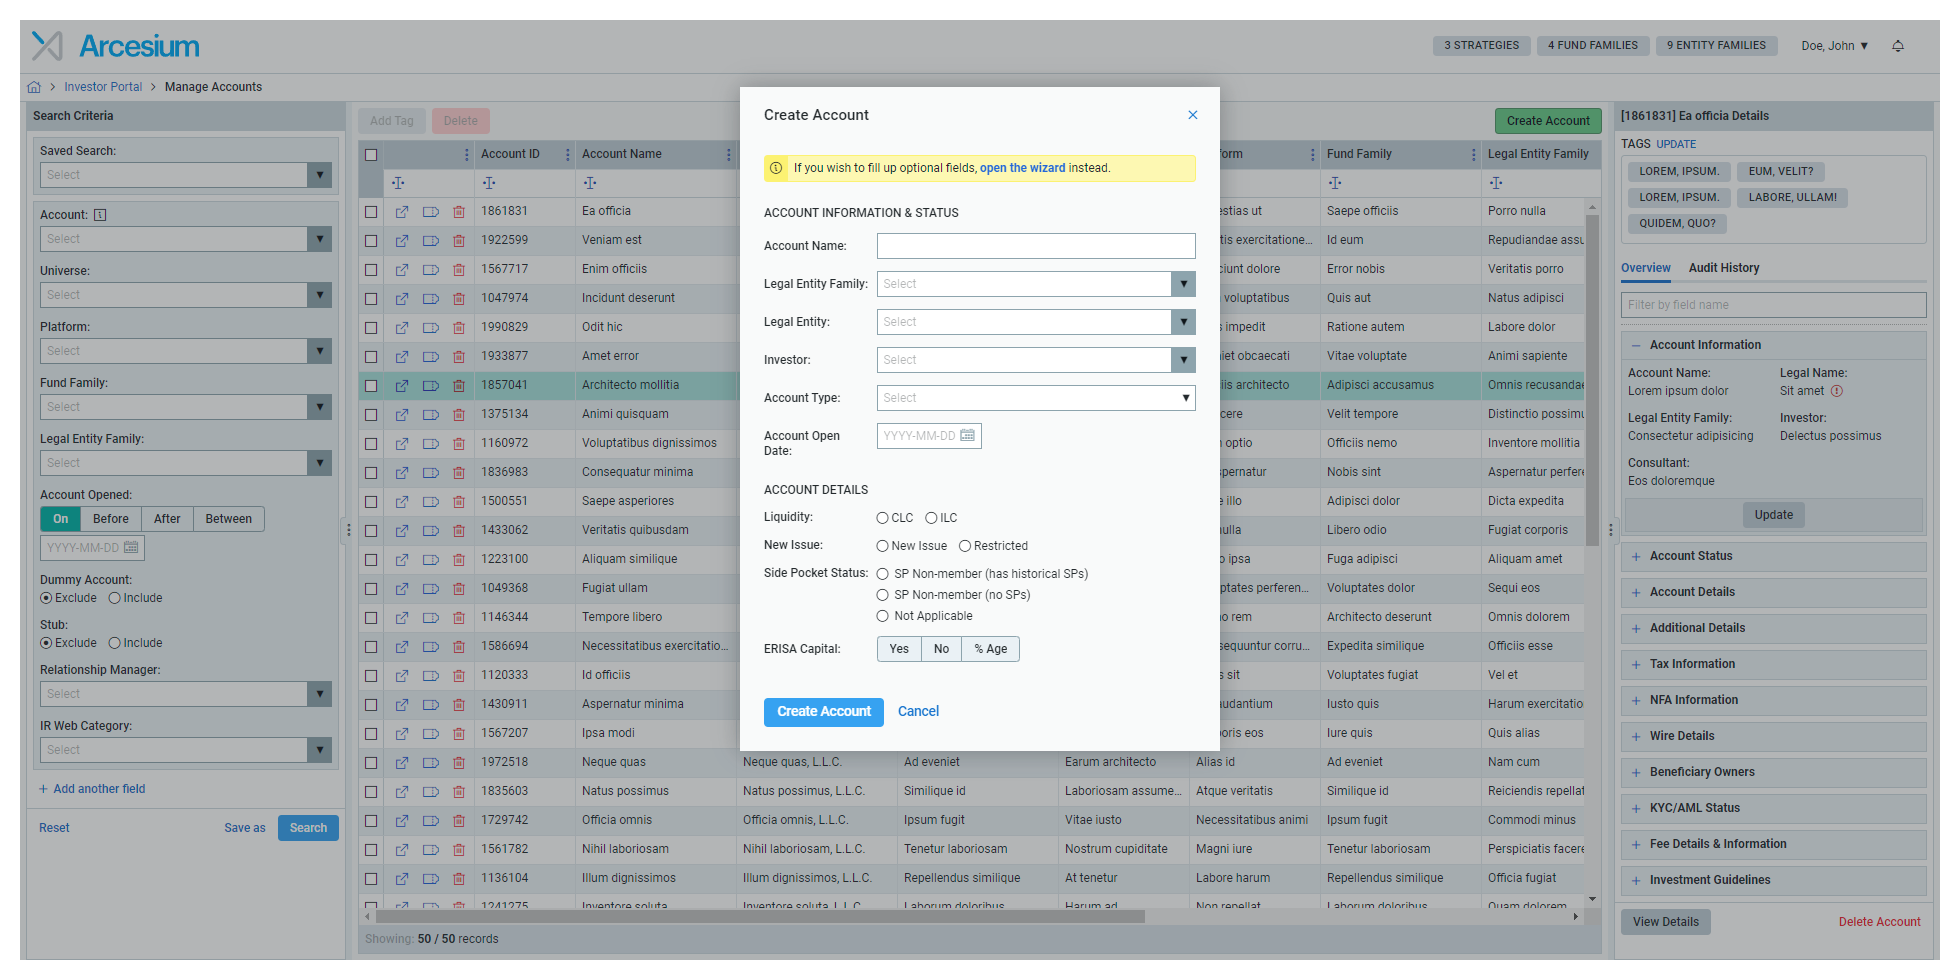 Arcesium
3 STRATEGIES
4 FUND FAMILIES
9 ENTITY FAMILIES
Doe, John ▼
> Investor Portal > Manage Accounts
Search Criteria
Saved Search:
Select
Account:
Select
Universe:
Select
Platform:
Select
Fund Family:
Select
Legal Entity Family:
Select
Account Opened:
On Before After Between
YYYY-MM-DD
Dummy Account:
Exclude Include
Stub:
Exclude Include
Relationship Manager:
Select
IR Web Category:
Select
+ Add another field
Reset Save as Search
Add Tag Delete Create Account
Account ID Account Name form Fund Family Legal Entity Family
1861831 Ea officia estias ut Saepe officiis Porro nulla
1922599 Veniam est tis exercitatione... Id eum Repudiandae assu
1567717 Enim officiis ciunt dolore Error nobis Veritatis porro
1047974 Incidunt deserunt voluptatibus Quis aut Natus adipisci
1990829 Odit hic s impedit Ratione autem Labore dolor
1933877 Amet error iet obcaecati Vitae voluptate Animi sapiente
1857041 Architecto mollitia iis architecto Adipisci accusamus Omnis recusandae
1375134 Animi quisquam cere Velit tempore Distinctio possimu
1160972 Voluptatibus dignissimos optio Officiis nemo Inventore mollitia
1836983 Consequatur minima spernatur Nobis sint Aspernatur perfere
1500551 Saepe asperiores e illo Adipisci dolor Dicta expedita
1433062 Veritatis quibusdam nulla Libero odio Fugiat corporis
1223100 Aliquam similique o ipsa Fuga adipisci Aliquam amet
1049368 Fugiat ullam ptates perferen... Voluptates dolor Sequi eos
1146344 Tempore libero o rem Architecto deserunt Omnis dolorem
1586694 Necessitatibus exercitatio... sequuntur corru... Expedita similique Officiis esse
1120333 Id officiis s sit Voluptates fugiat Vel et
1430911 Aspernatur minima audantium Iusto quis Harum exercitatio
1567207 Ipsa modi oris eos Iure quis Quis alias
1972518 Neque quas Neque quas, L.L.C. Ad eveniet Earum architecto Alias id Ad eveniet Nam cum
1835603 Natus possimus Natus possimus, L.L.C. Similique id Laboriosam assume... Atque veritatis Similique id Reiciendis repellat
1729742 Officia omnis Officia omnis, L.L.C. Ipsum fugit Vitae iusto Necessitatibus animi Ipsum fugit Commodi minus
1561782 Nihil laboriosam Nihil laboriosam, L.L.C. Tenetur laboriosam Nostrum cupiditate Magni iure Tenetur laboriosam Perspiciatis facere
1136104 Illum dignissimos Illum dignissimos, L.L.C. Repellendus similique At tenetur Labore harum Repellendus similique Officia fugiat
1241275 Inventore soluta Inventore soluta, L.L.C. Laborum doloribus Harum ad Non repellat Laborum doloribus Quam dolorem
Showing: 50 / 50 records
Create Account
If you wish to fill up optional fields, open the wizard instead.
ACCOUNT INFORMATION & STATUS
Account Name:
Legal Entity Family: Select
Legal Entity: Select
Investor: Select
Account Type: Select
Account Open
Date:
YYYY-MM-DD
ACCOUNT DETAILS
Liquidity: CLC ILC
New Issue: New Issue Restricted
Side Pocket Status: SP Non-member (has historical SPs)
SP Non-member (no SPs)
Not Applicable
ERISA Capital: Yes No % Age
Create Account Cancel
[1861831] Ea officia Details
TAGS UPDATE
LOREM, IPSUM. EUM, VELIT?
LOREM, IPSUM. LABORE, ULLAM!
QUIDEM, QUO?
Overview Audit History
Filter by field name
– Account Information
Account Name: Legal Name:
Lorem ipsum dolor Sit amet
Legal Entity Family: Investor:
Consectetur adipisicing Delectus possimus
Consultant:
Eos doloremque
Update
+ Account Status
+ Account Details
+ Additional Details
+ Tax Information
+ NFA Information
+ Wire Details
+ Beneficiary Owners
+ KYC/AML Status
+ Fee Details & Information
+ Investment Guidelines
View Details Delete Account